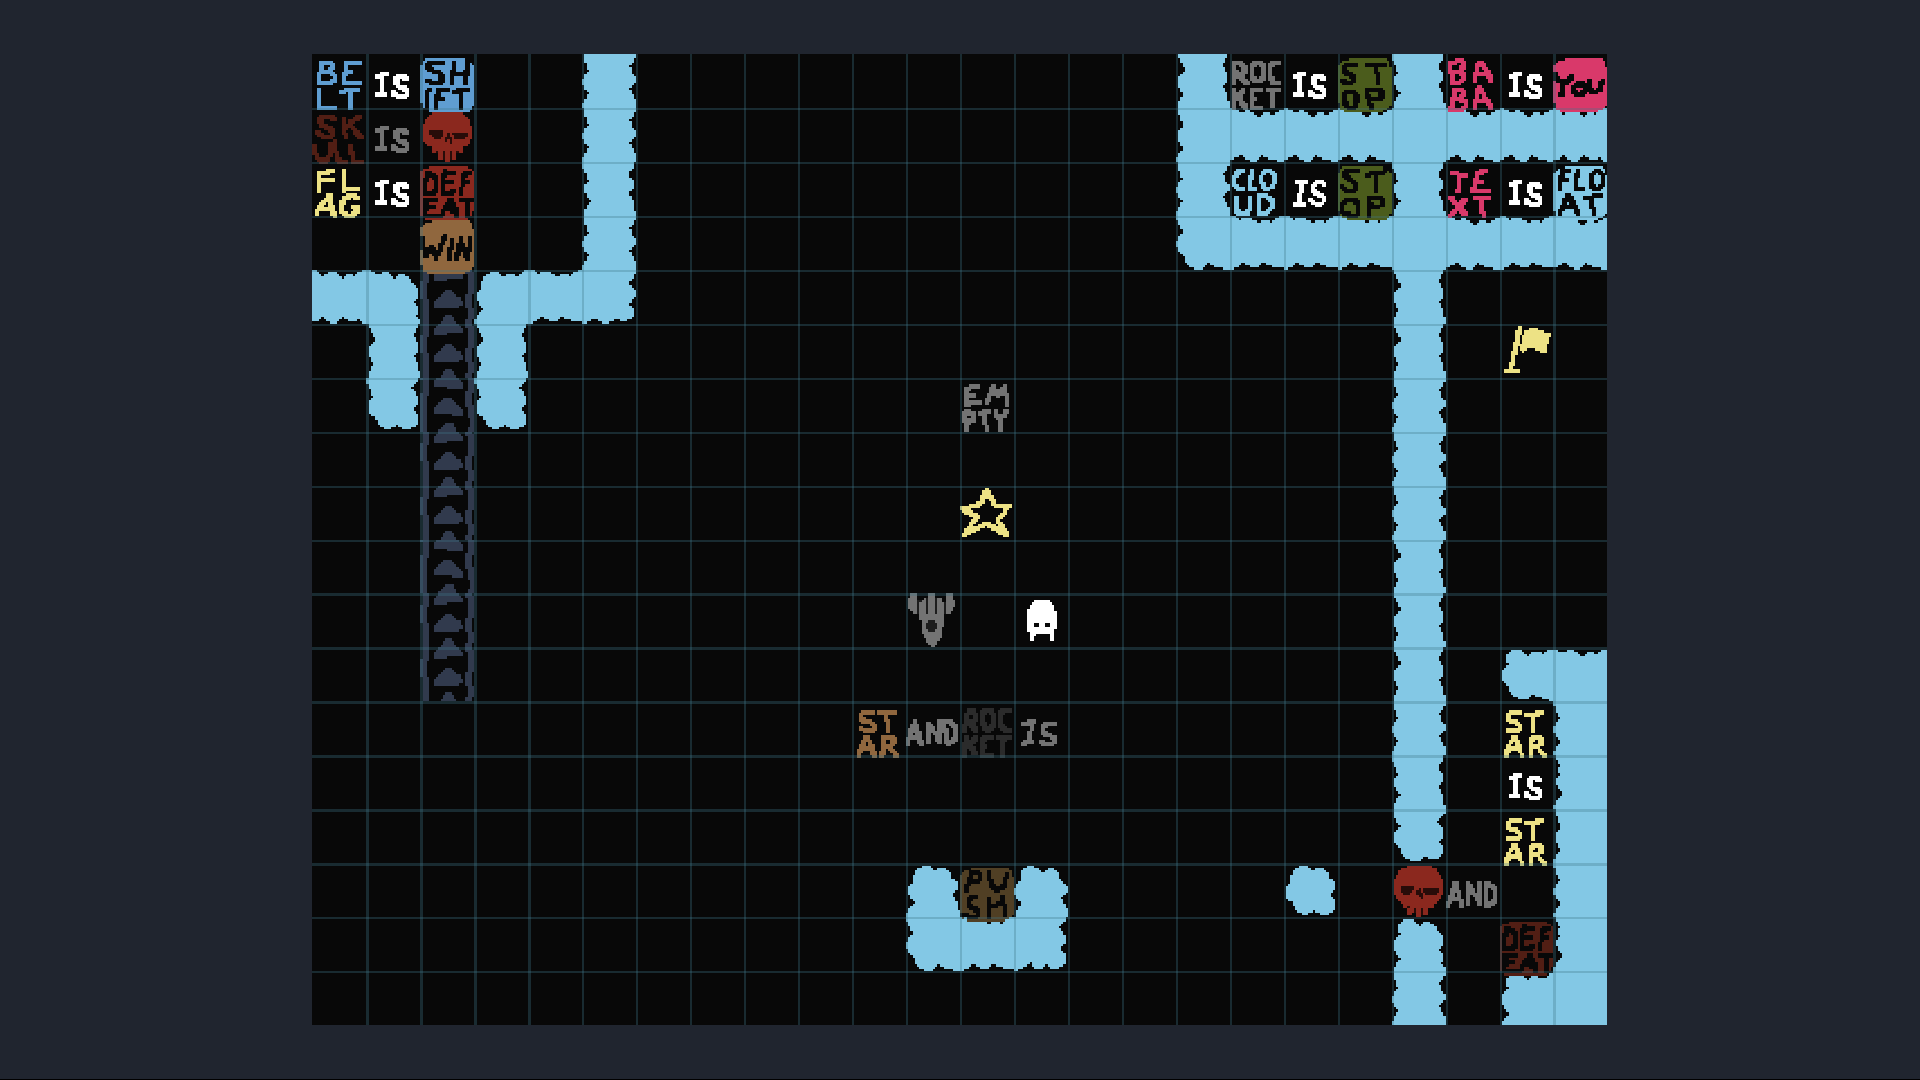 BELT IS SHIFT
ROCKET IS STOP
BABA IS YOU
SKULL IS
FLAG IS DEFEAT
CLOUD IS STOP
TEXT IS FLOAT
WIN
EMPTY
STAR AND ROCKET IS
STAR
IS
STAR
PUSH
AND
DEFEAT